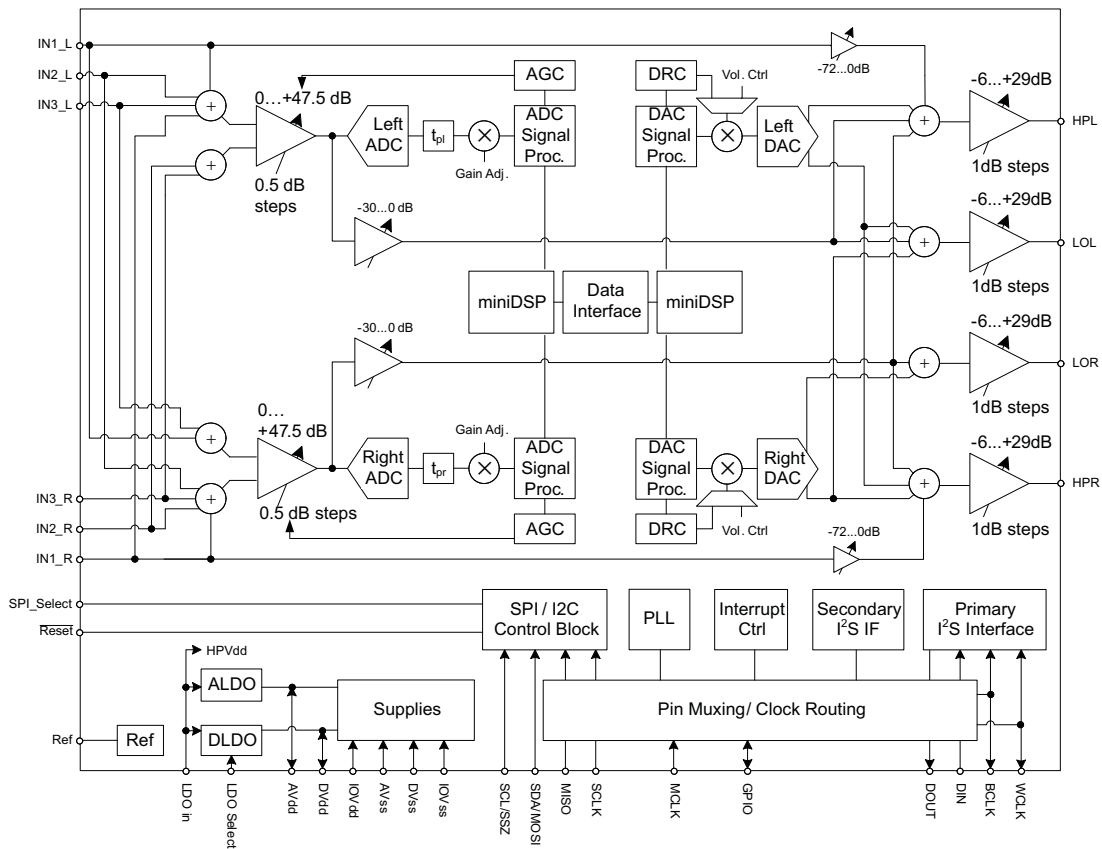 IN1_L
-72...0dB
IN2_L
IN3_L
0…+47.5 dB
0.5 dB
steps
AGC
Left
ADC
tpl
Gain Adj.
ADC
Signal
Proc.
DRC
Vol. Ctrl
DAC
Signal
Proc.
Left
DAC
-6...+29dB
HPL
1dB steps
-30...0 dB
-6...+29dB
LOL
1dB steps
miniDSP
Data
Interface
miniDSP
-30...0 dB
-6...+29dB
LOR
1dB steps
0…
+47.5 dB
0.5 dB steps
Right
ADC
tpr
Gain Adj.
ADC
Signal
Proc.
AGC
DAC
Signal
Proc.
DRC
Vol. Ctrl
Right
DAC
-6...+29dB
HPR
1dB steps
IN3_R
IN2_R
IN1_R
-72...0dB
SPI_Select
Reset
SPI / I2C
Control Block
PLL
Interrupt
Ctrl
Secondary
I²S IF
Primary
I²S Interface
HPVdd
ALDO
DLDO
Supplies
Pin Muxing/ Clock Routing
Ref
Ref
LDO in
LDO Select
AVdd
DVdd
IOVdd
AVss
DVss
IOVss
SCL/SSZ
SDA/MOSI
MISO
SCLK
MCLK
GPIO
DOUT
DIN
BCLK
WCLK